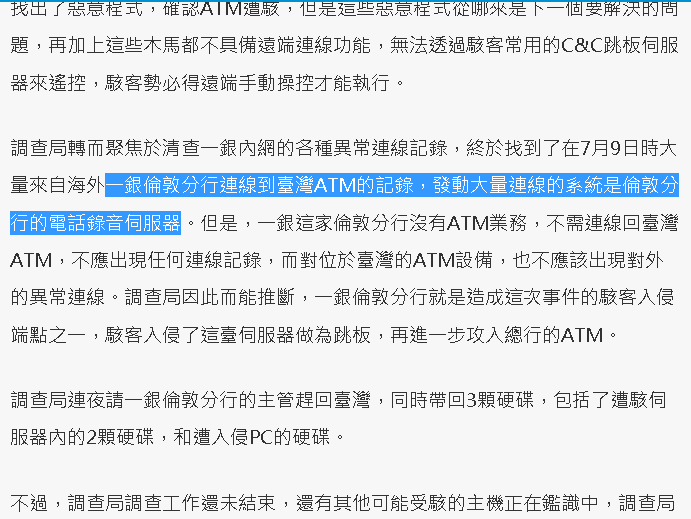 找出了惡意程式，確認ATM遭駭，但是這些惡意程式從哪來是下一個要解決的問
題，再加上這些木馬都不具備遠端連線功能，無法透過駭客常用的C&C跳板伺服
器來遙控，駭客勢必得遠端手動操控才能執行。
調查局轉而聚焦於清查一銀內網的各種異常連線記錄，終於找到了在7月9日時大
量來自海外一銀倫敦分行連線到臺灣ATM的記錄，發動大量連線的系統是倫敦分
行的電話錄音伺服器。但是，一銀這家倫敦分行沒有ATM業務，不需連線回臺灣
ATM，不應出現任何連線記錄，而對位於臺灣的ATM設備，也不應該出現對外
的異常連線。調查局因此而能推斷，一銀倫敦分行就是造成這次事件的駭客入侵
端點之一，駭客入侵了這臺伺服器做為跳板，再進一步攻入總行的ATM。
調查局連夜請一銀倫敦分行的主管趕回臺灣，同時帶回3顆硬碟，包括了遭駭伺
服器內的2顆硬碟，和遭入侵PC的硬碟。
不過，調查局調查工作還未結束，還有其他可能受駭的主機正在鑑識中，調查局